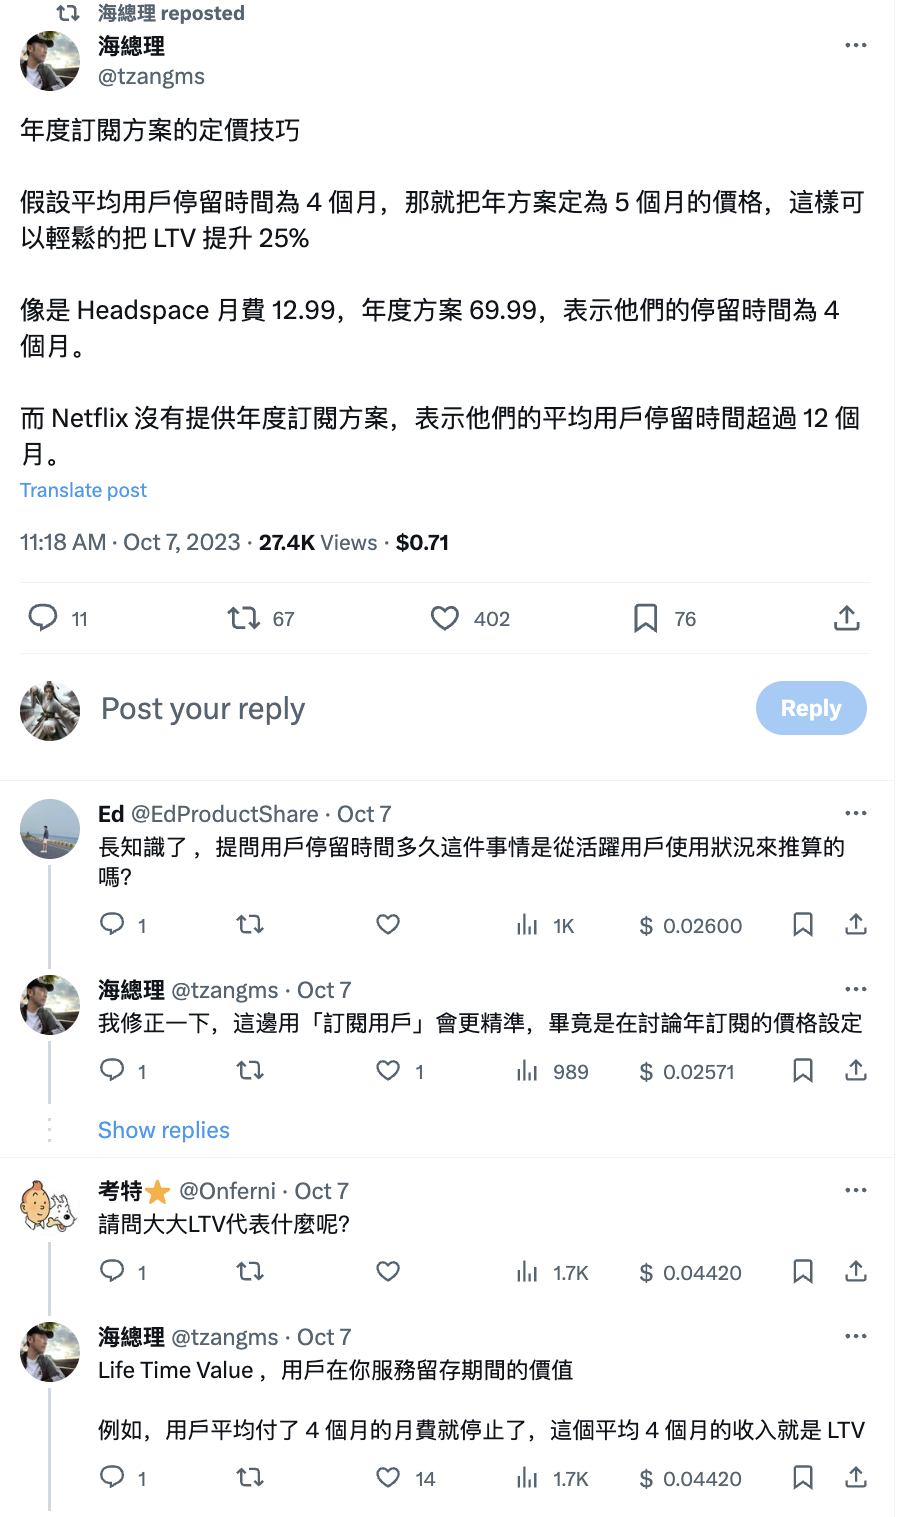 海總理 reposted
海總理
@tzangms
年度訂閱方案的定價技巧
假設平均用戶停留時間為 4 個月，那就把年方案定為 5 個月的價格，這樣可
以輕鬆的把 LTV 提升 25%
像是 Headspace 月費 12.99，年度方案 69.99，表示他們的停留時間為 4
個月。
而 Netflix 沒有提供年度訂閱方案，表示他們的平均用戶停留時間超過 12 個
月。
Translate post
11:18 AM · Oct 7, 2023 · 27.4K Views · $0.71
11 67 402 76
Post your reply Reply
Ed @EdProductShare · Oct 7
長知識了 ，提問用戶停留時間多久這件事情是從活躍用戶使用狀況來推算的
嗎?
1 1K $ 0.02600
海總理 @tzangms · Oct 7
我修正一下，這邊用「訂閱用戶」會更精準，畢竟是在討論年訂閱的價格設定
1 1 989 $ 0.02571
Show replies
考特⭐ @Onferni · Oct 7
請問大大LTV代表什麼呢?
1 1.7K $ 0.04420
海總理 @tzangms · Oct 7
Life Time Value ，用戶在你服務留存期間的價值
例如，用戶平均付了 4 個月的月費就停止了，這個平均 4 個月的收入就是 LTV
1 14 1.7K $ 0.04420